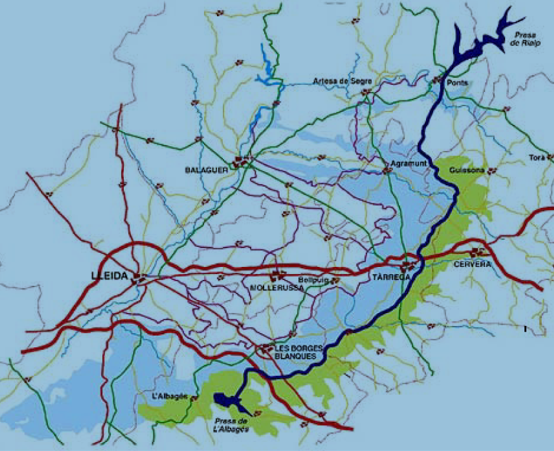 Presa
de Rialp
Artesa de Segre
Ponts
BALAGUER
Agramunt
Guissona
Torà
LLEIDA
MOLLERUSSA
Bellpuig
TÀRREGA
CERVERA
LES BORGES
BLANQUES
L'Albagés
Presa de
L'Albagés